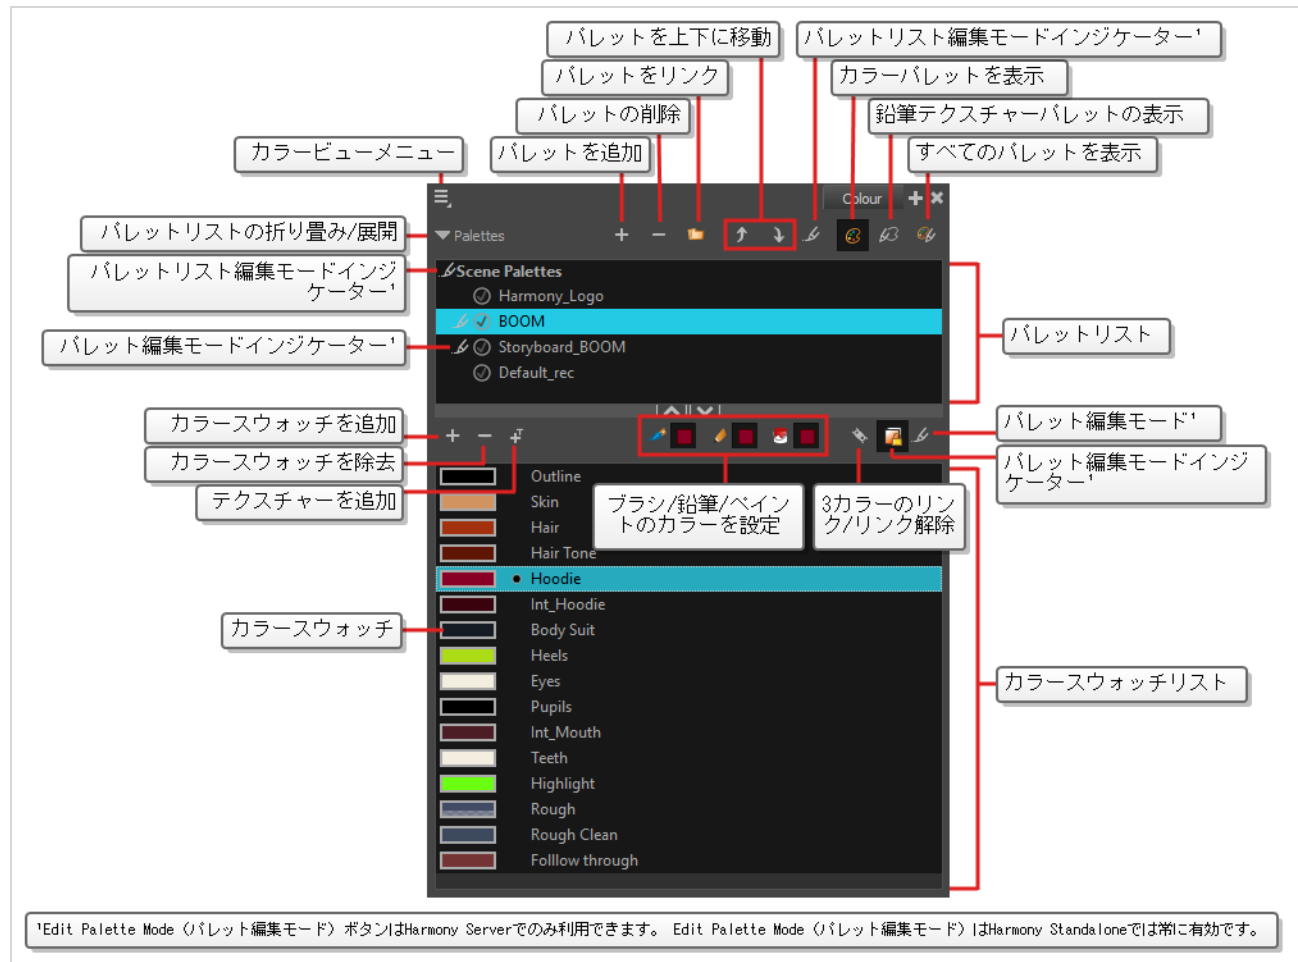 パレットを上下に移動
パレットリスト編集モードインジケーター¹
パレットをリンク
カラーパレットを表示
パレットの削除
鉛筆テクスチャーパレットの表示
カラービューメニュー
パレットを追加
すべてのパレットを表示
Colour
パレットリストの折り畳み/展開
Palettes
パレットリスト編集モードインジ
ケーター¹
Scene Palettes
Harmony_Logo
BOOM
パレットリスト
パレット編集モードインジケーター¹
Storyboard_BOOM
Default_rec
カラースウォッチを追加
パレット編集モード¹
カラースウォッチを除去
パレット編集モードインジ
ケーター¹
テクスチャーを追加
ブラシ/鉛筆/ペイン
トのカラーを設定
3カラーのリン
ク/リンク解除
Outline
Skin
Hair
Hair Tone
Hoodie
Int_Hoodie
カラースウォッチ
Body Suit
Heels
Eyes
カラースウォッチリスト
Pupils
Int_Mouth
Teeth
Highlight
Rough
Rough Clean
Folllow through
¹Edit Palette Mode（パレット編集モード）ボタンはHarmony Serverでのみ利用できます。 Edit Palette Mode（パレット編集モード）はHarmony Standaloneでは常に有効です。